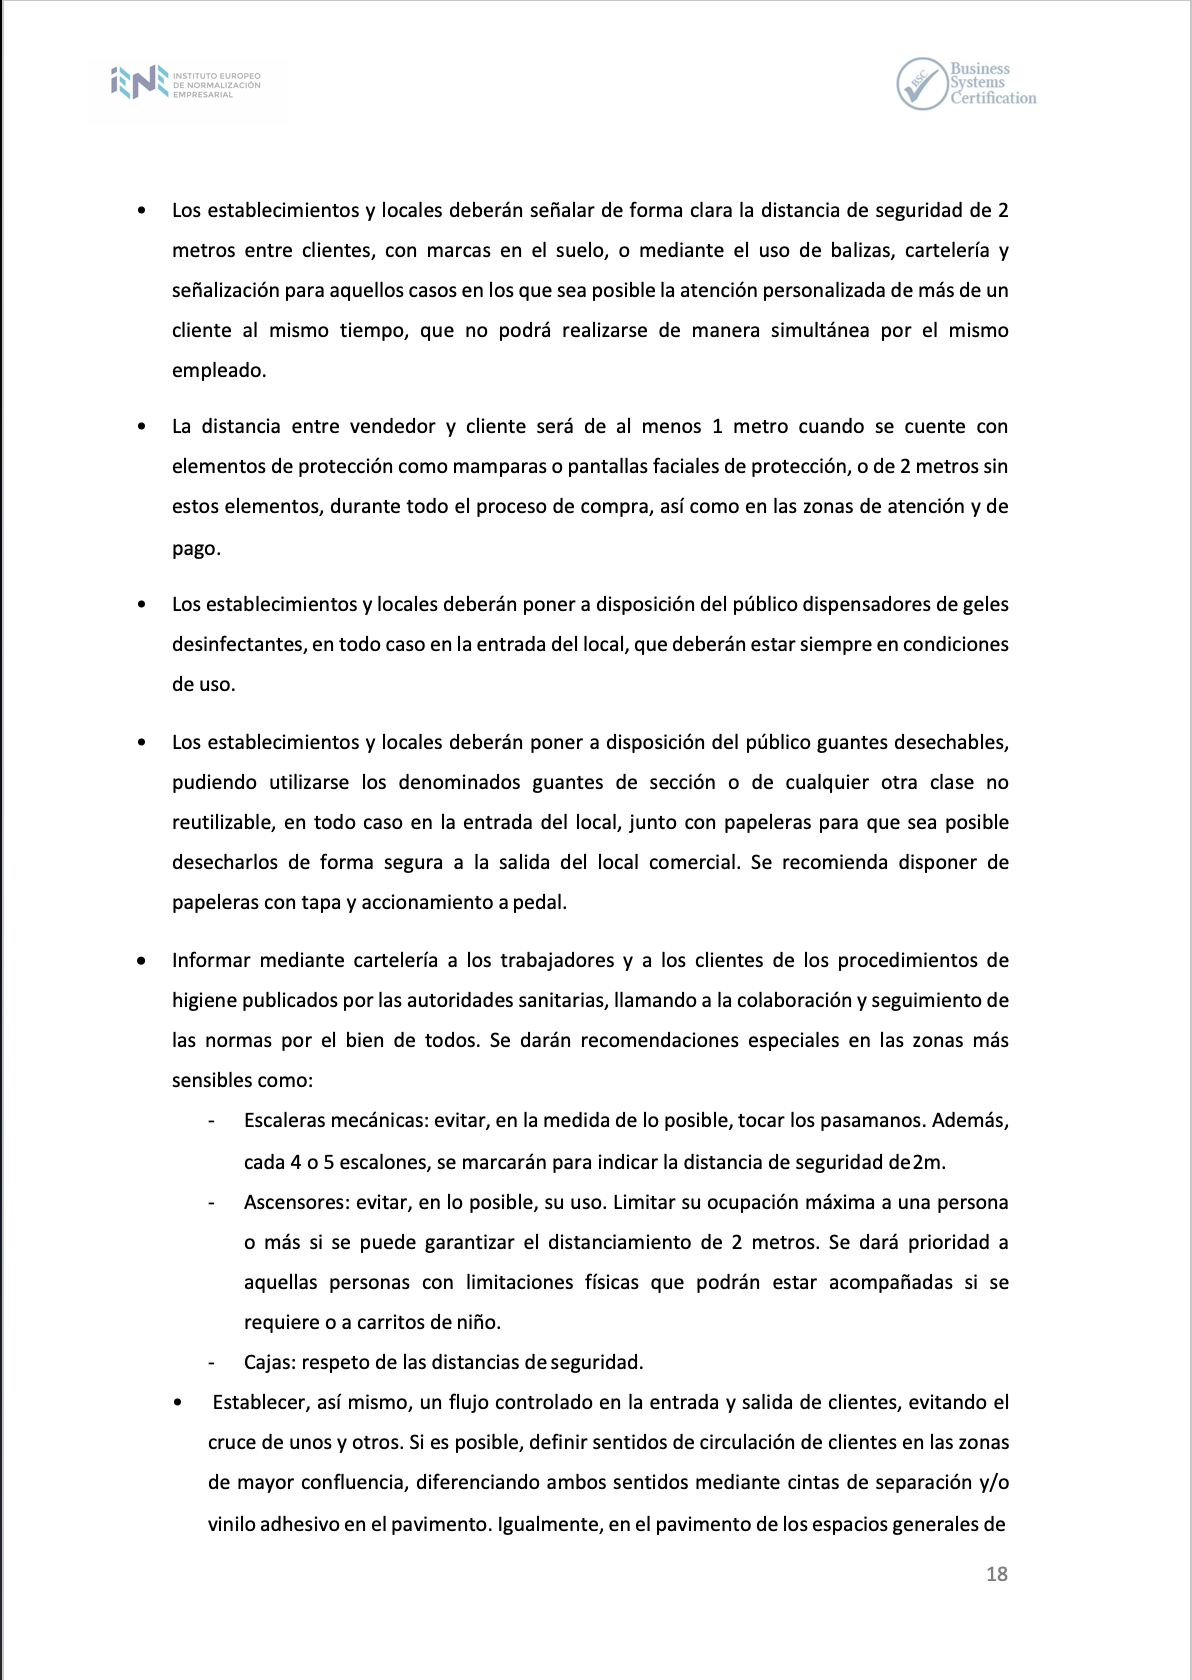 INSTITUTO EUROPEO
DE NORMALIZACIÓN
EMPRESARIAL
BSC
Business
Systems
Certification
• Los establecimientos y locales deberán señalar de forma clara la distancia de seguridad de 2
metros entre clientes, con marcas en el suelo, o mediante el uso de balizas, cartelería y
señalización para aquellos casos en los que sea posible la atención personalizada de más de un
cliente al mismo tiempo, que no podrá realizarse de manera simultánea por el mismo
empleado.
• La distancia entre vendedor y cliente será de al menos 1 metro cuando se cuente con
elementos de protección como mamparas o pantallas faciales de protección, o de 2 metros sin
estos elementos, durante todo el proceso de compra, así como en las zonas de atención y de
pago.
• Los establecimientos y locales deberán poner a disposición del público dispensadores de geles
desinfectantes, en todo caso en la entrada del local, que deberán estar siempre en condiciones
de uso.
• Los establecimientos y locales deberán poner a disposición del público guantes desechables,
pudiendo utilizarse los denominados guantes de sección o de cualquier otra clase no
reutilizable, en todo caso en la entrada del local, junto con papeleras para que sea posible
desecharlos de forma segura a la salida del local comercial. Se recomienda disponer de
papeleras con tapa y accionamiento a pedal.
• Informar mediante cartelería a los trabajadores y a los clientes de los procedimientos de
higiene publicados por las autoridades sanitarias, llamando a la colaboración y seguimiento de
las normas por el bien de todos. Se darán recomendaciones especiales en las zonas más
sensibles como:
- Escaleras mecánicas: evitar, en la medida de lo posible, tocar los pasamanos. Además,
cada 4 o 5 escalones, se marcarán para indicar la distancia de seguridad de2m.
- Ascensores: evitar, en lo posible, su uso. Limitar su ocupación máxima a una persona
o más si se puede garantizar el distanciamiento de 2 metros. Se dará prioridad a
aquellas personas con limitaciones físicas que podrán estar acompañadas si se
requiere o a carritos de niño.
- Cajas: respeto de las distancias de seguridad.
• Establecer, así mismo, un flujo controlado en la entrada y salida de clientes, evitando el
cruce de unos y otros. Si es posible, definir sentidos de circulación de clientes en las zonas
de mayor confluencia, diferenciando ambos sentidos mediante cintas de separación y/o
vinilo adhesivo en el pavimento. Igualmente, en el pavimento de los espacios generales de
18